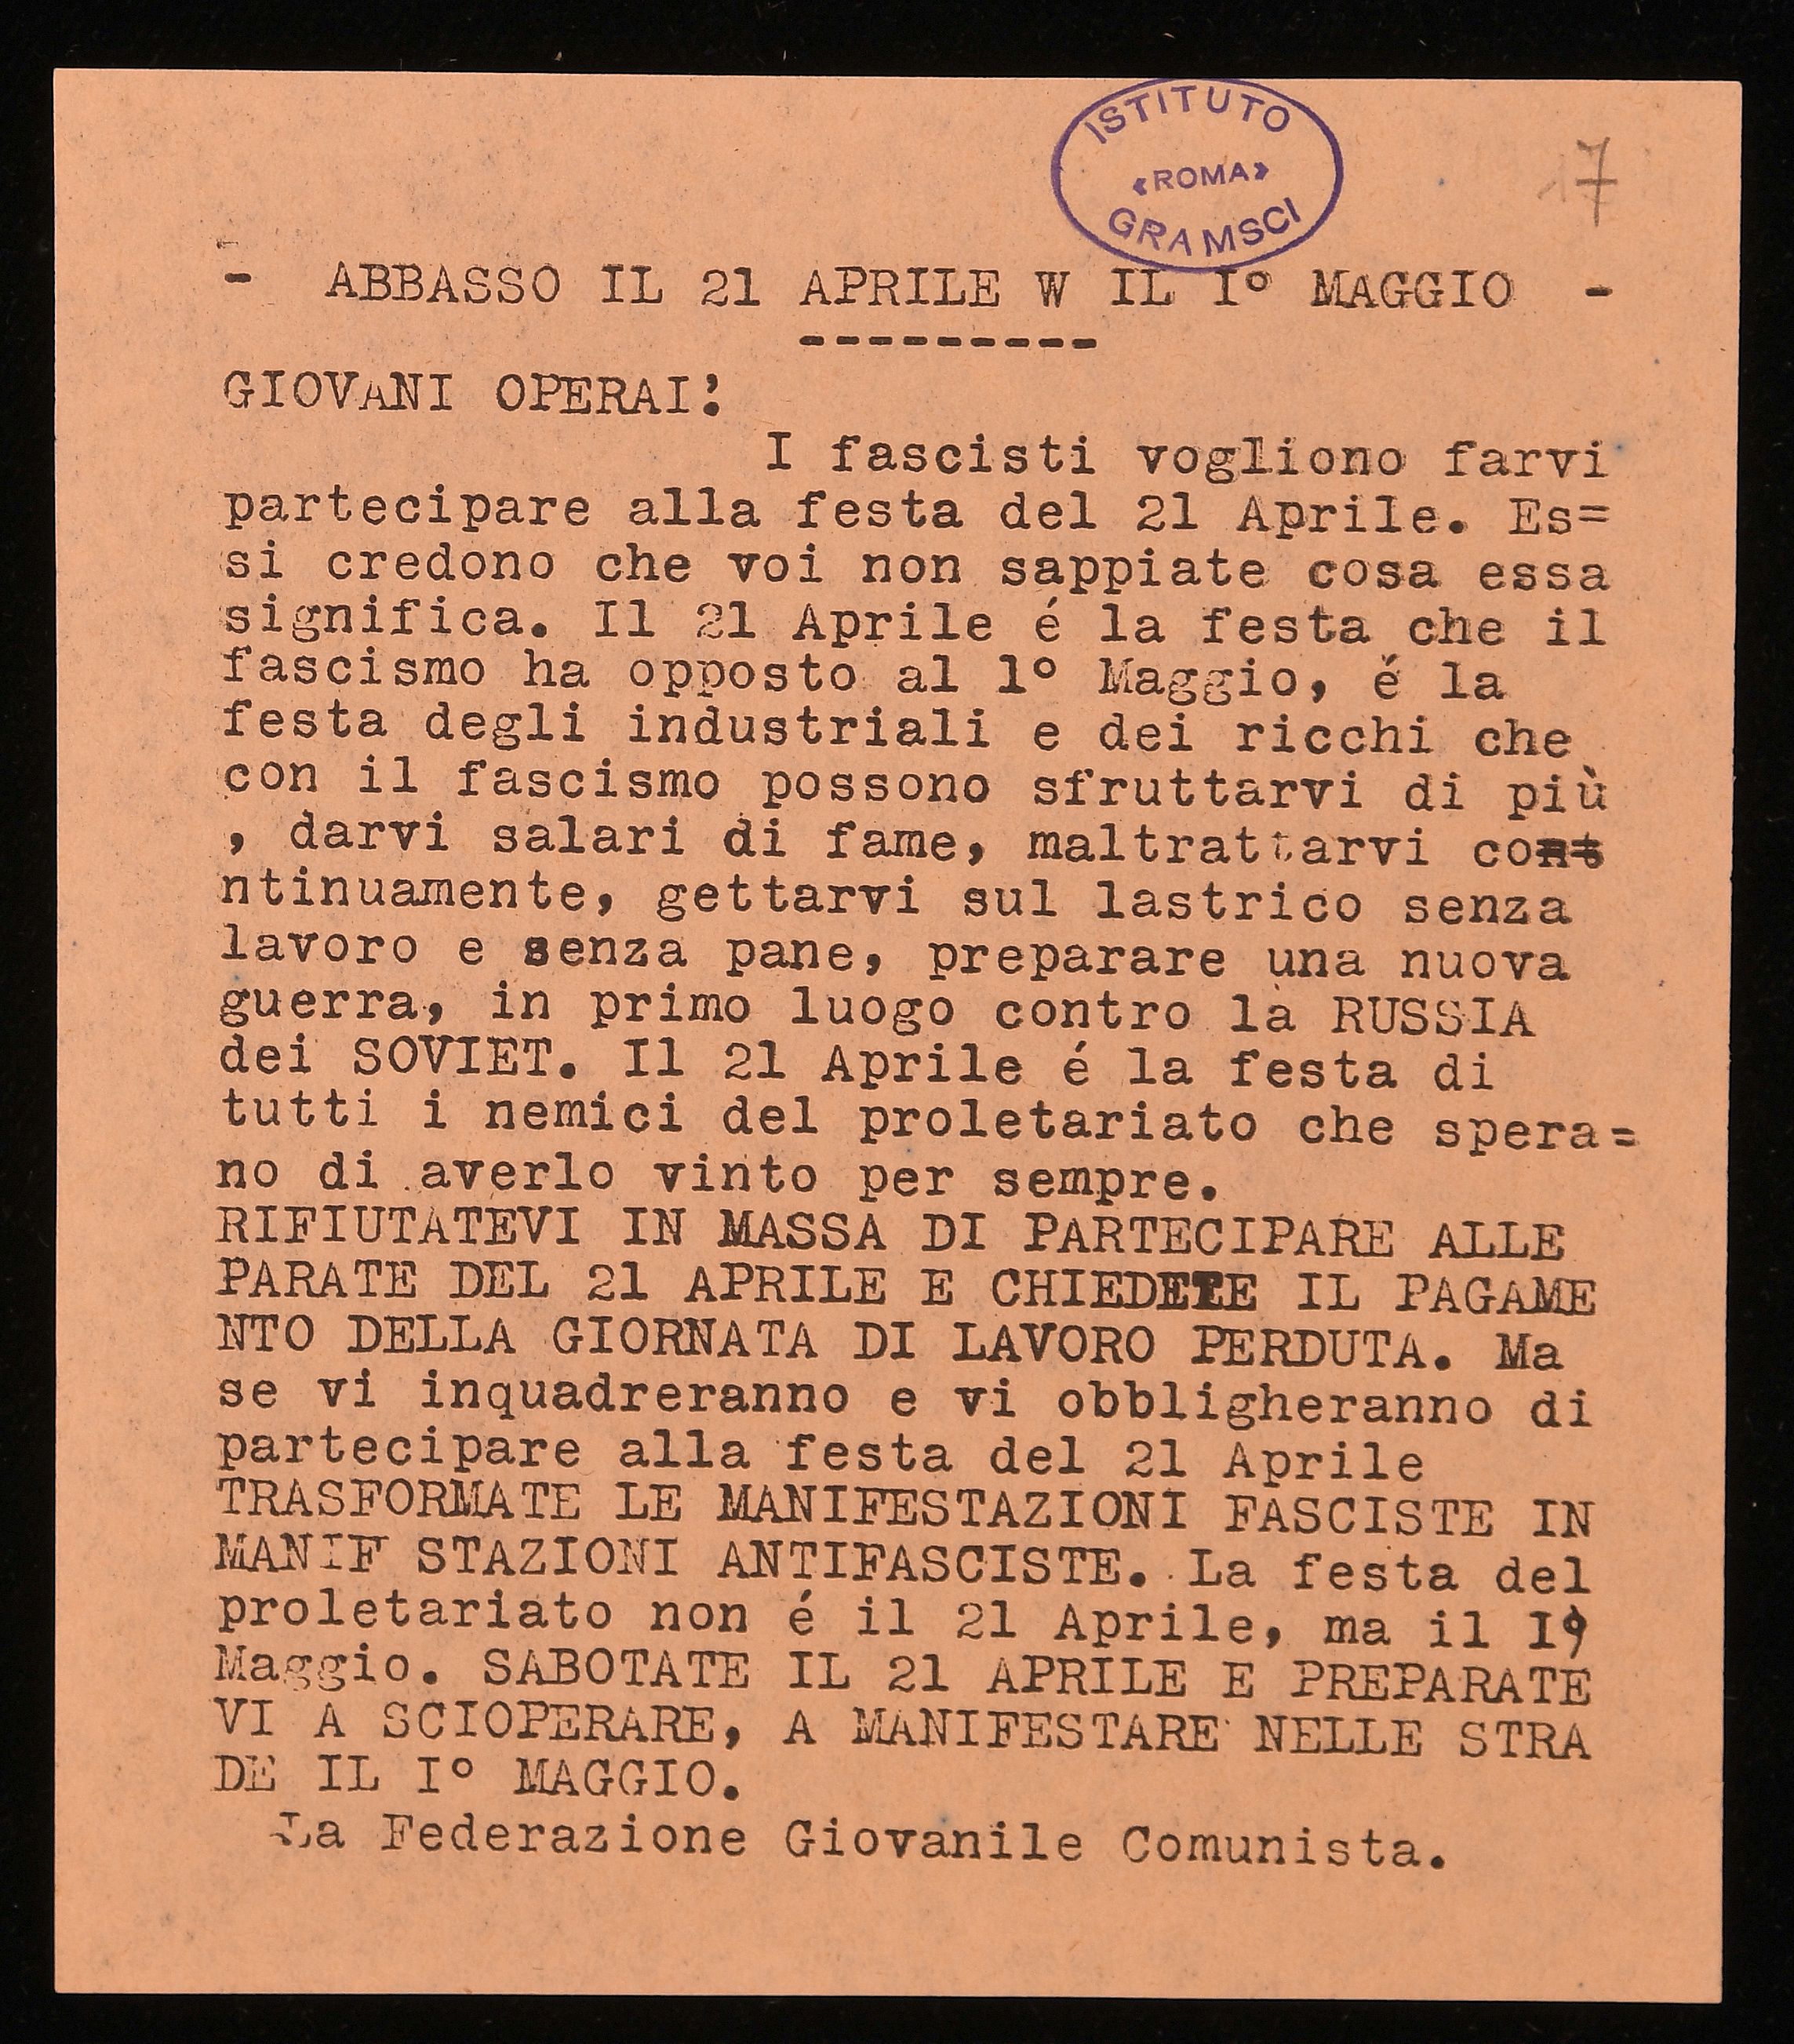 ISTITUTO
«ROMA»
GRAMSCI
17
- ABBASSO IL 21 APRILE W IL I° MAGGIO -
---------
GIOVANI OPERAI!
I fascisti vogliono farvi
partecipare alla festa del 21 Aprile. Es=
si credono che voi non sappiate cosa essa
significa. Il 21 Aprile é la festa che il
fascismo ha opposto al 1° Maggio, é la
festa degli industriali e dei ricchi che
con il fascismo possono sfruttarvi di più
, darvi salari di fame, maltrattarvi cont
ntinuamente, gettarvi sul lastrico senza
lavoro e senza pane, preparare una nuova
guerra, in primo luogo contro la RUSSIA
dei SOVIET. Il 21 Aprile é la festa di
tutti i nemici del proletariato che spera=
no di averlo vinto per sempre.
RIFIUTATEVI IN MASSA DI PARTECIPARE ALLE
PARATE DEL 21 APRILE E CHIEDETE IL PAGAME
NTO DELLA GIORNATA DI LAVORO PERDUTA. Ma
se vi inquadreranno e vi obbligheranno di
partecipare alla festa del 21 Aprile
TRASFORMATE LE MANIFESTAZIONI FASCISTE IN
MANIF STAZIONI ANTIFASCISTE. La festa del
proletariato non é il 21 Aprile, ma il I°
Maggio. SABOTATE IL 21 APRILE E PREPARATE
VI A SCIOPERARE, A MANIFESTARE NELLE STRA
DE IL I° MAGGIO.
La Federazione Giovanile Comunista.